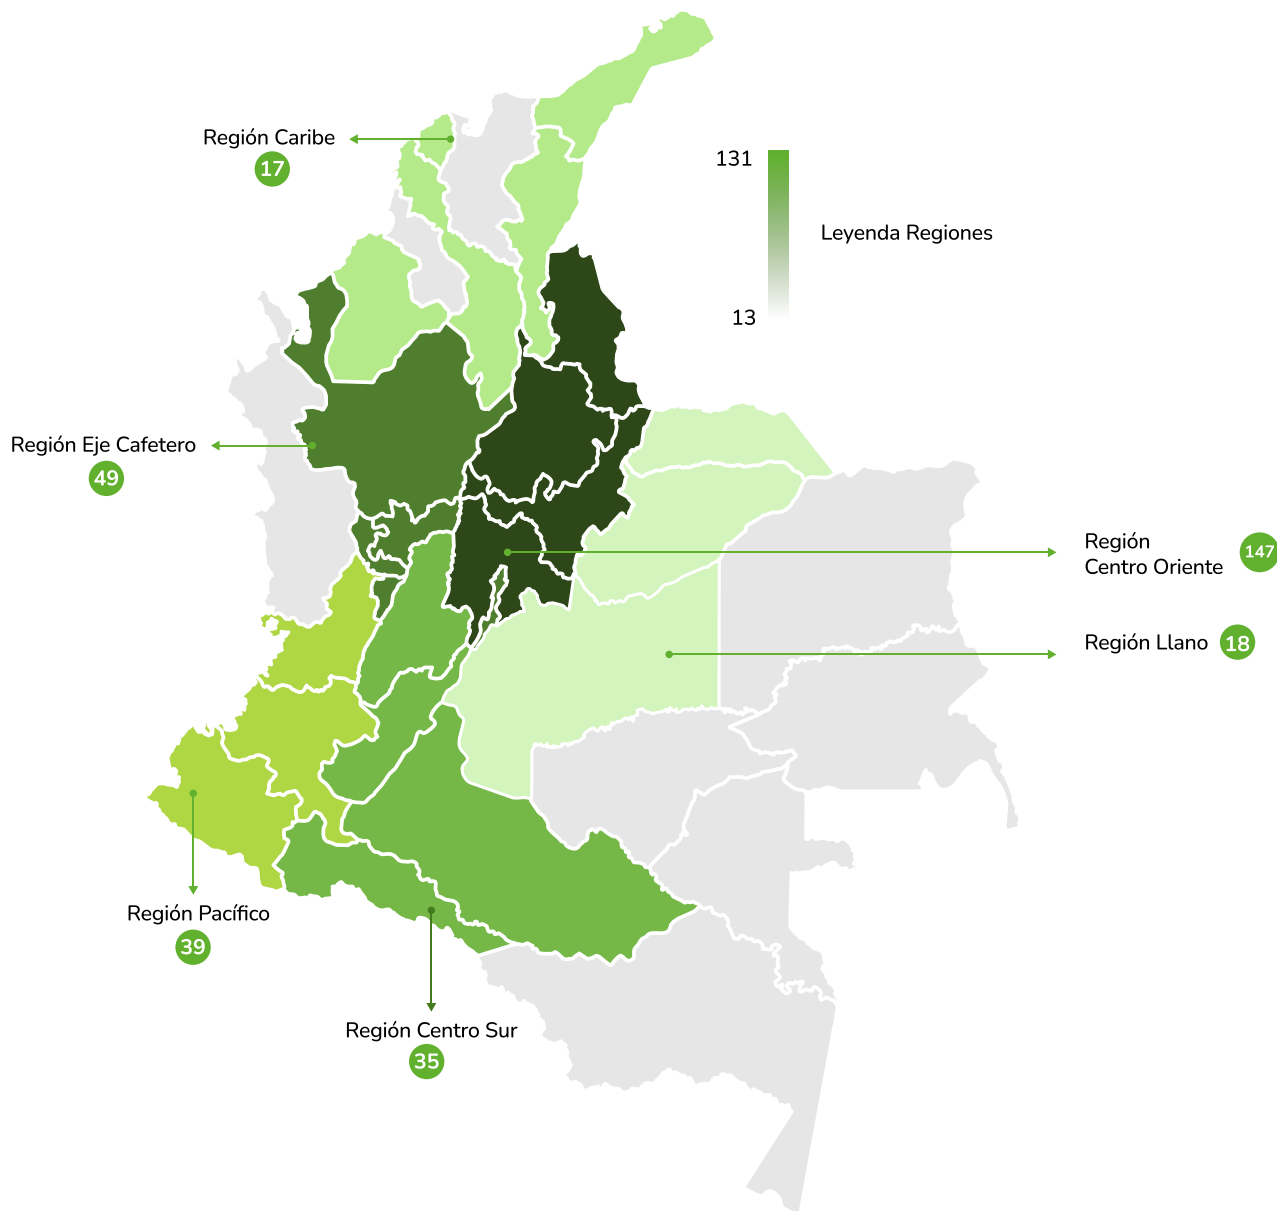 Región Caribe
17
131
Leyenda Regiones
13
Región Eje Cafetero
49
Región
Centro Oriente
147
Región Llano
18
Región Pacífico
39
Región Centro Sur
35